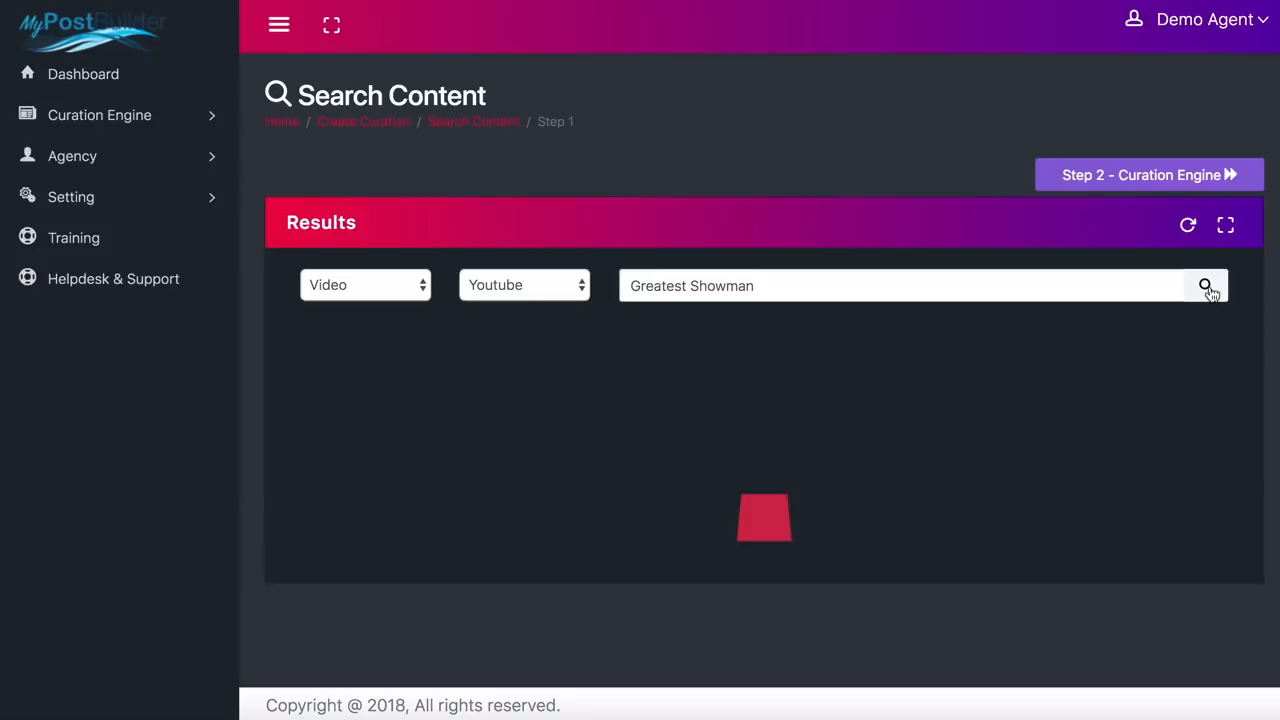 MyPostBuilder
Demo Agent
Dashboard
Curation Engine
Agency
Setting
Training
Helpdesk & Support
Search Content
Home / Create Curation / Search Content / Step 1
Step 2 - Curation Engine
Results
Video
Youtube
Greatest Showman
Copyright @ 2018, All rights reserved.